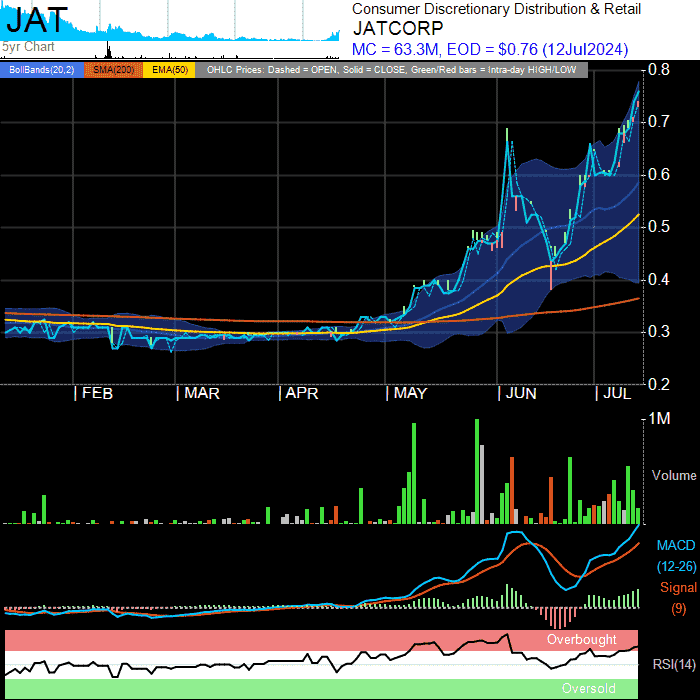 JAT
5yr Chart
Consumer Discretionary Distribution & Retail
JATCORP
MC = 63.3M, EOD = $0.76 (12Jul2024)
BollBands(20,2) SMA(200) EMA(50) OHLC Prices: Dashed = OPEN, Solid = CLOSE, Green/Red bars = Intra-day HIGH/LOW
0.8
0.7
0.6
0.5
0.4
0.3
0.2
| FEB | MAR | APR | MAY | JUN | JUL
1M
Volume
MACD
(12-26)
Signal
(9)
Overbought
RSI(14)
Oversold